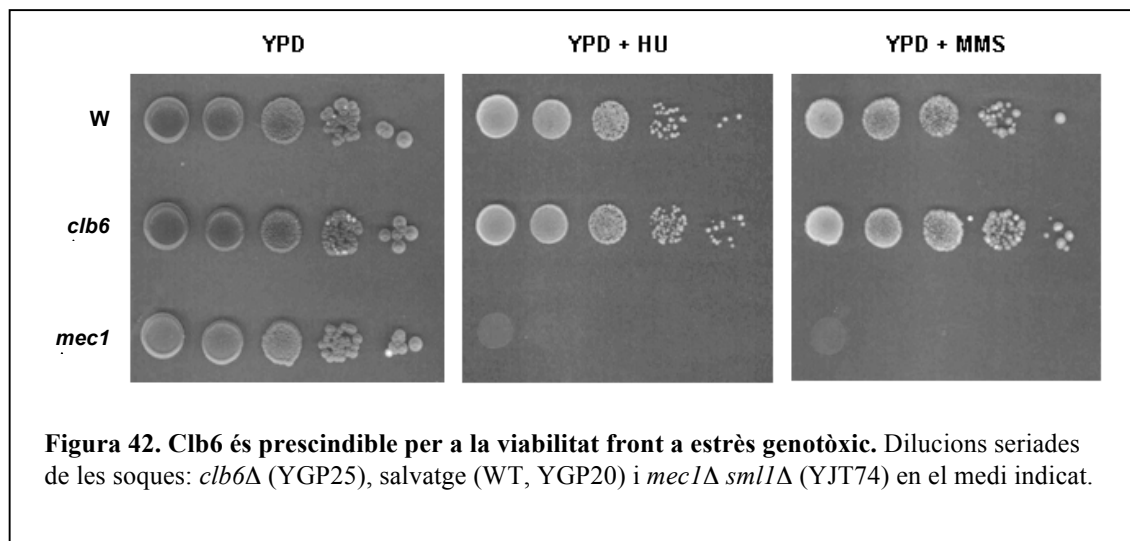 YPD YPD + HU YPD + MMS
W
clb6
mec1
Figura 42. Clb6 és prescindible per a la viabilitat front a estrès genotòxic. Dilucions seriades
de les soques: clb6Δ (YGP25), salvatge (WT, YGP20) i mec1Δ sml1Δ (YJT74) en el medi indicat.